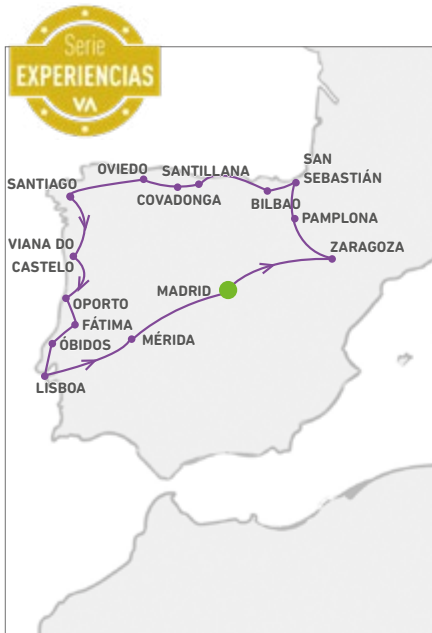 Serie
EXPERIENCIAS
VA
SAN
SEBASTIÁN
OVIEDO
SANTILLANA
SANTIAGO
COVADONGA
BILBAO
PAMPLONA
VIANA DO
CASTELO
ZARAGOZA
MADRID
OPORTO
FÁTIMA
ÓBIDOS
MÉRIDA
LISBOA